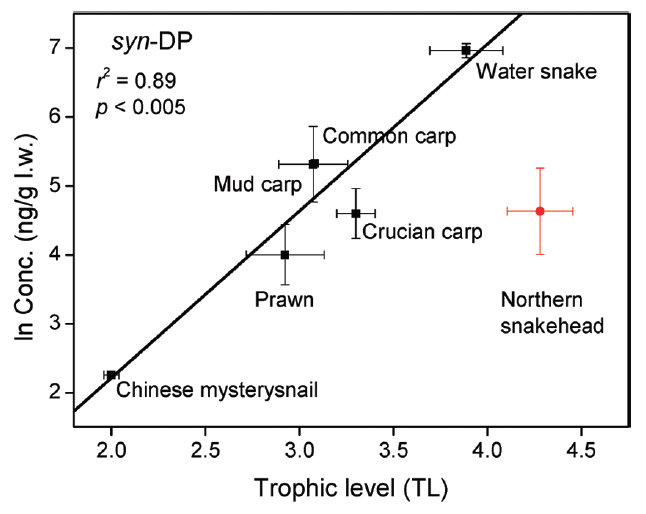 syn-DP
r² = 0.89
p < 0.005
Water snake
Common carp
Mud carp
Crucian carp
Prawn
Northern
snakehead
Chinese mysterysnail
ln Conc. (ng/g l.w.)
7
6
5
4
3
2
2.0 2.5 3.0 3.5 4.0 4.5
Trophic level (TL)